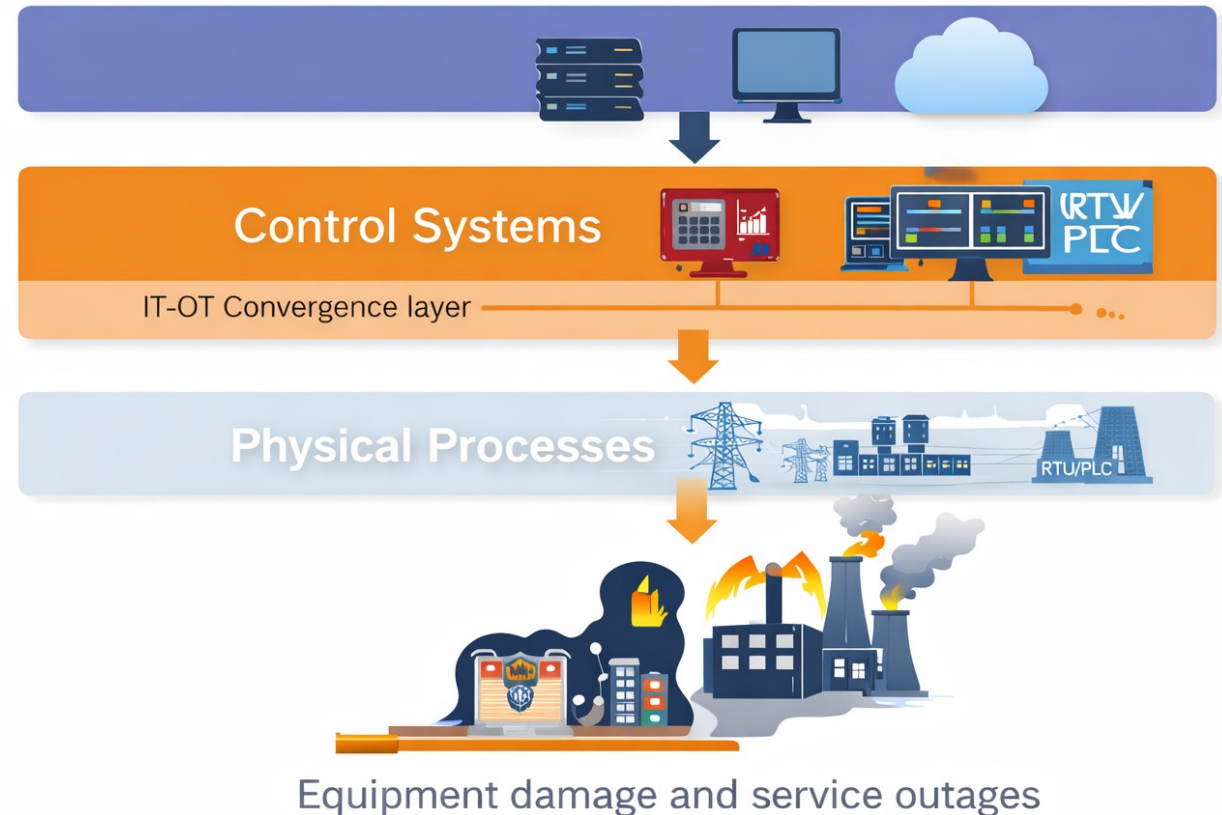 Control Systems
IT-OT Convergence layer
Physical Processes
RTU/PLC
Equipment damage and service outages